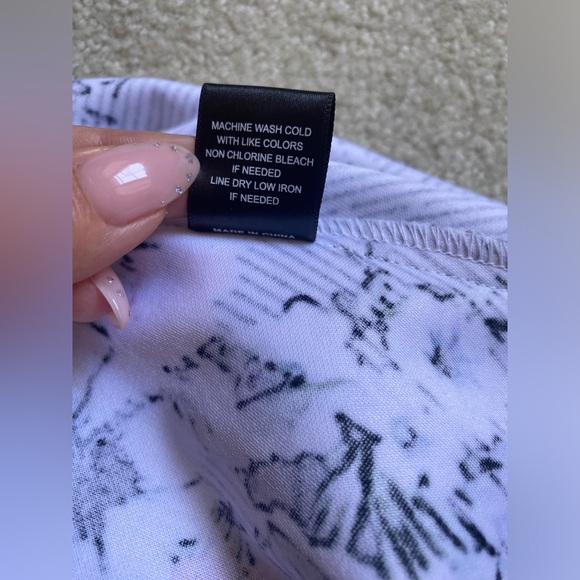 MACHINE WASH COLD
WITH LIKE COLORS
NON CHLORINE BLEACH
IF NEEDED
LINE DRY LOW IRON
IF NEEDED
MADE IN CHINA